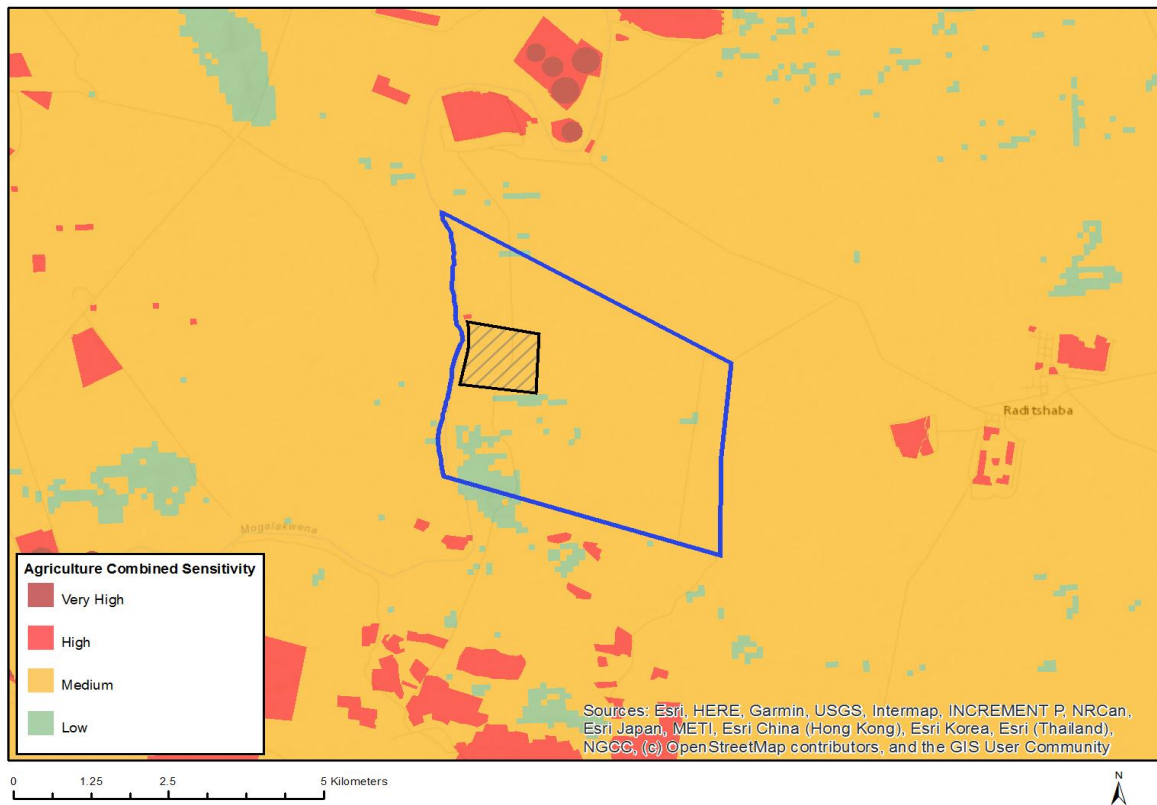 Raditshaba
Mogalakwena
Agriculture Combined Sensitivity
Very High
High
Medium
Low
Sources: Esri, HERE, Garmin, USGS, Intermap, INCREMENT P, NRCan,
Esri Japan, METI, Esri China (Hong Kong), Esri Korea, Esri (Thailand),
NGCC, (c) OpenStreetMap contributors, and the GIS User Community
0 1.25 2.5 5 Kilometers
N